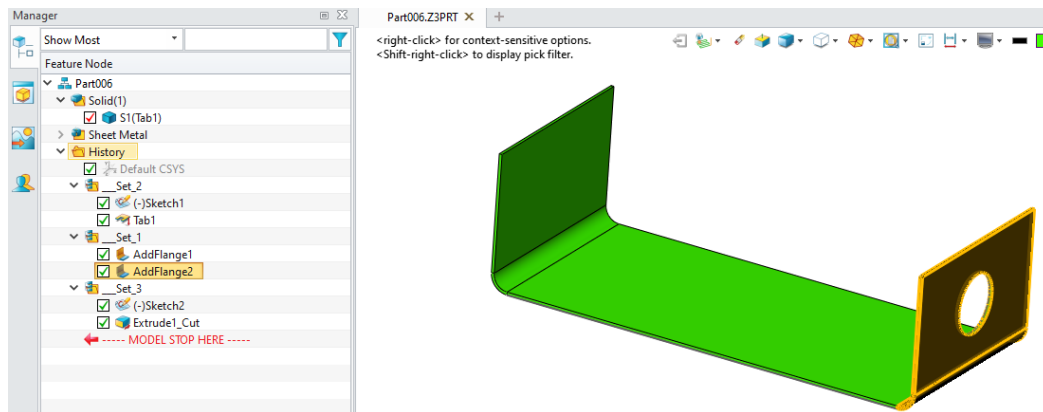 Manager
Part006.Z3PRT
Show Most
<right-click> for context-sensitive options.
<Shift-right-click> to display pick filter.
Feature Node
Part006
Solid(1)
S1(Tab1)
Sheet Metal
History
Default CSYS
__Set_2
(-)Sketch1
Tab1
__Set_1
AddFlange1
AddFlange2
__Set_3
(-)Sketch2
Extrude1_Cut
----- MODEL STOP HERE -----